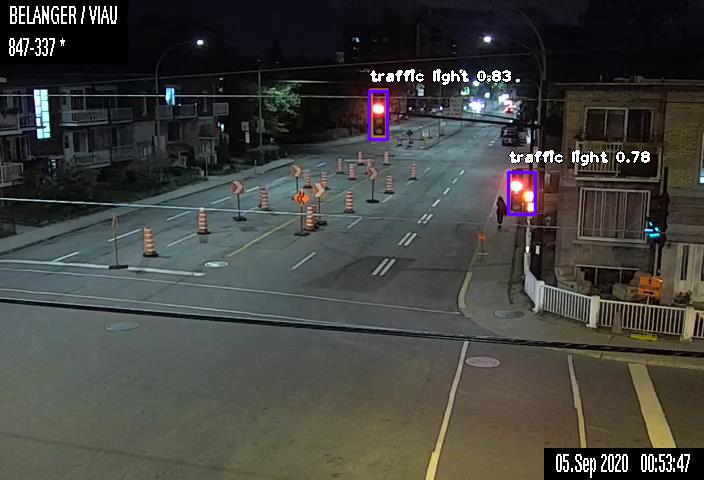 BELANGER / VIAU
847-337 *
traffic light 0.83.
traffic light 0.78
05.Sep 2020 00:53:47